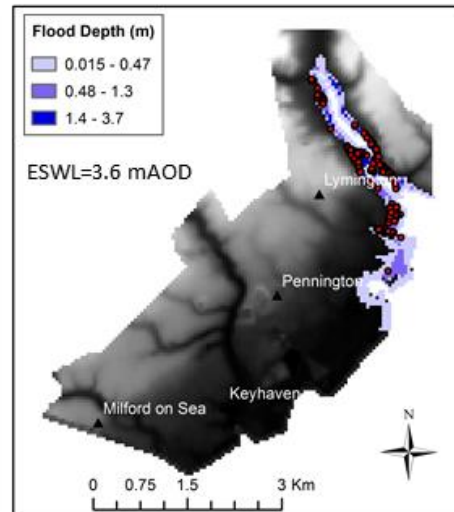 Flood Depth (m)
0.015 - 0.47
0.48 - 1.3
1.4 - 3.7
ESWL=3.6 mAOD
Lymington
Pennington
Keyhaven
Milford on Sea
N
0 0.75 1.5 3 Km